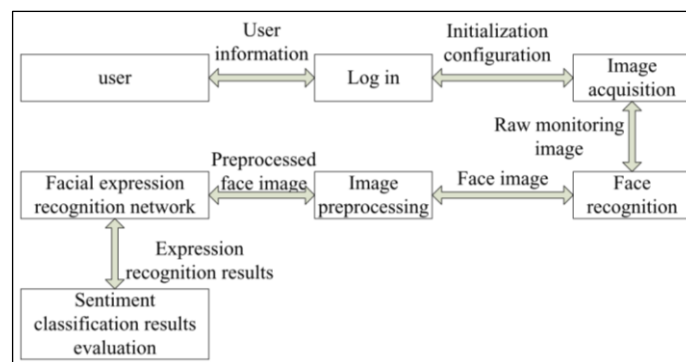 User
information
Initialization
configuration
user
Log in
Image
acquisition
Raw monitoring
image
Preprocessed
face image
Face image
Facial expression
recognition network
Image
preprocessing
Face
recognition
Expression
recognition results
Sentiment
classification results
evaluation